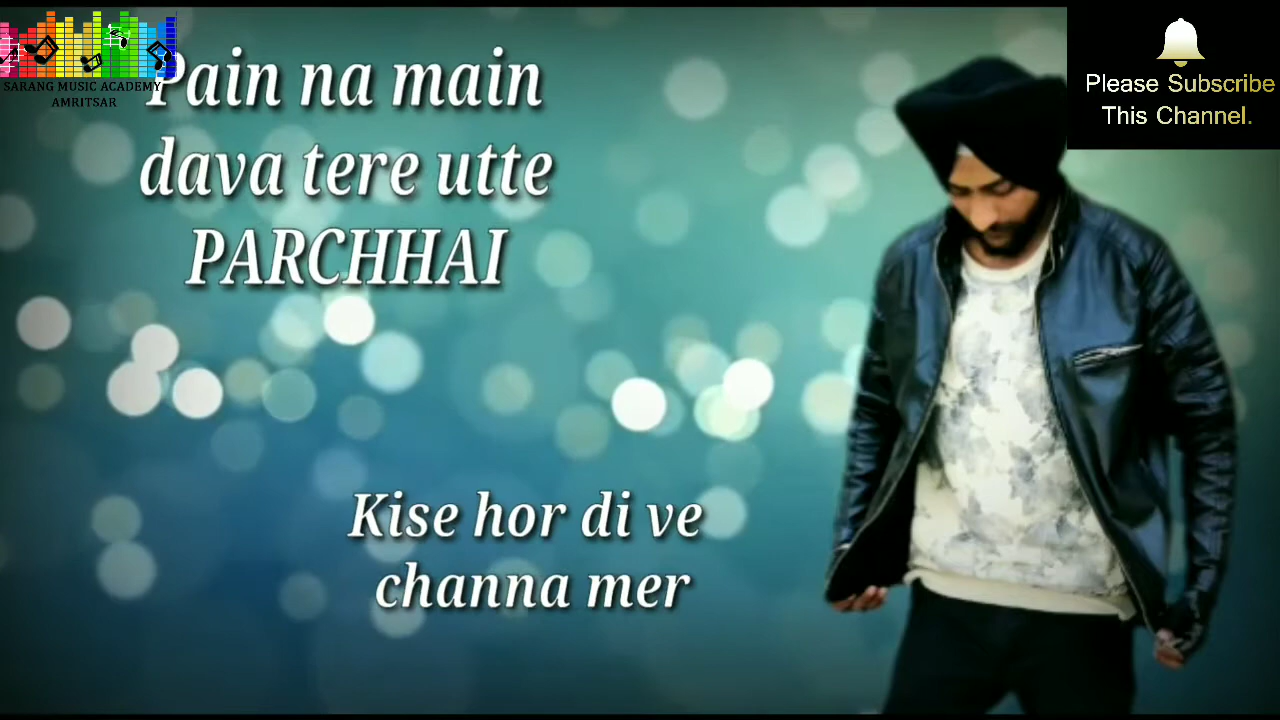 SARANG MUSIC ACADEMY
AMRITSAR
Pain na main
dava tere utte
PARCHHAI
Kise hor di ve
channa mer
Please Subscribe
This Channel.